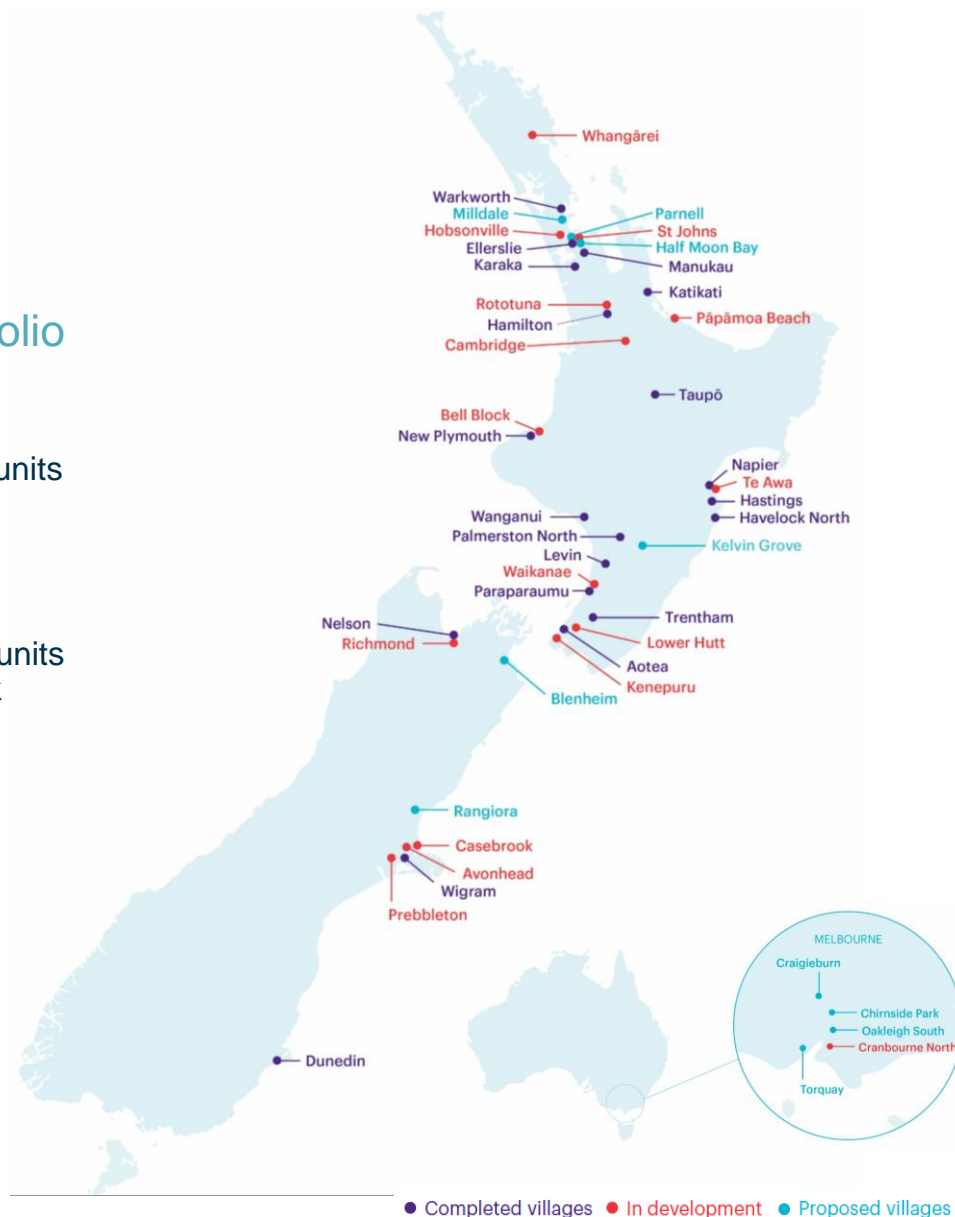 Whangārei
Warkworth
Milldale
Parnell
Hobsonville
St Johns
Ellerslie
Half Moon Bay
Karaka
Manukau
Katikati
Rototuna
Pāpāmoa Beach
Hamilton
olio
Cambridge
Taupō
Bell Block
New Plymouth
units
Napier
Te Awa
Hastings
Wanganui
Havelock North
Palmerston North
Kelvin Grove
Levin
Waikanae
Paraparaumu
Trentham
Nelson
Richmond
Lower Hutt
units
Aotea
Kenepuru
Blenheim
Rangiora
Casebrook
Avonhead
Wigram
Prebbleton
MELBOURNE
Craigieburn
Chirnside Park
Oakleigh South
Cranbourne North
Dunedin
Torquay
Completed villages In development Proposed villages